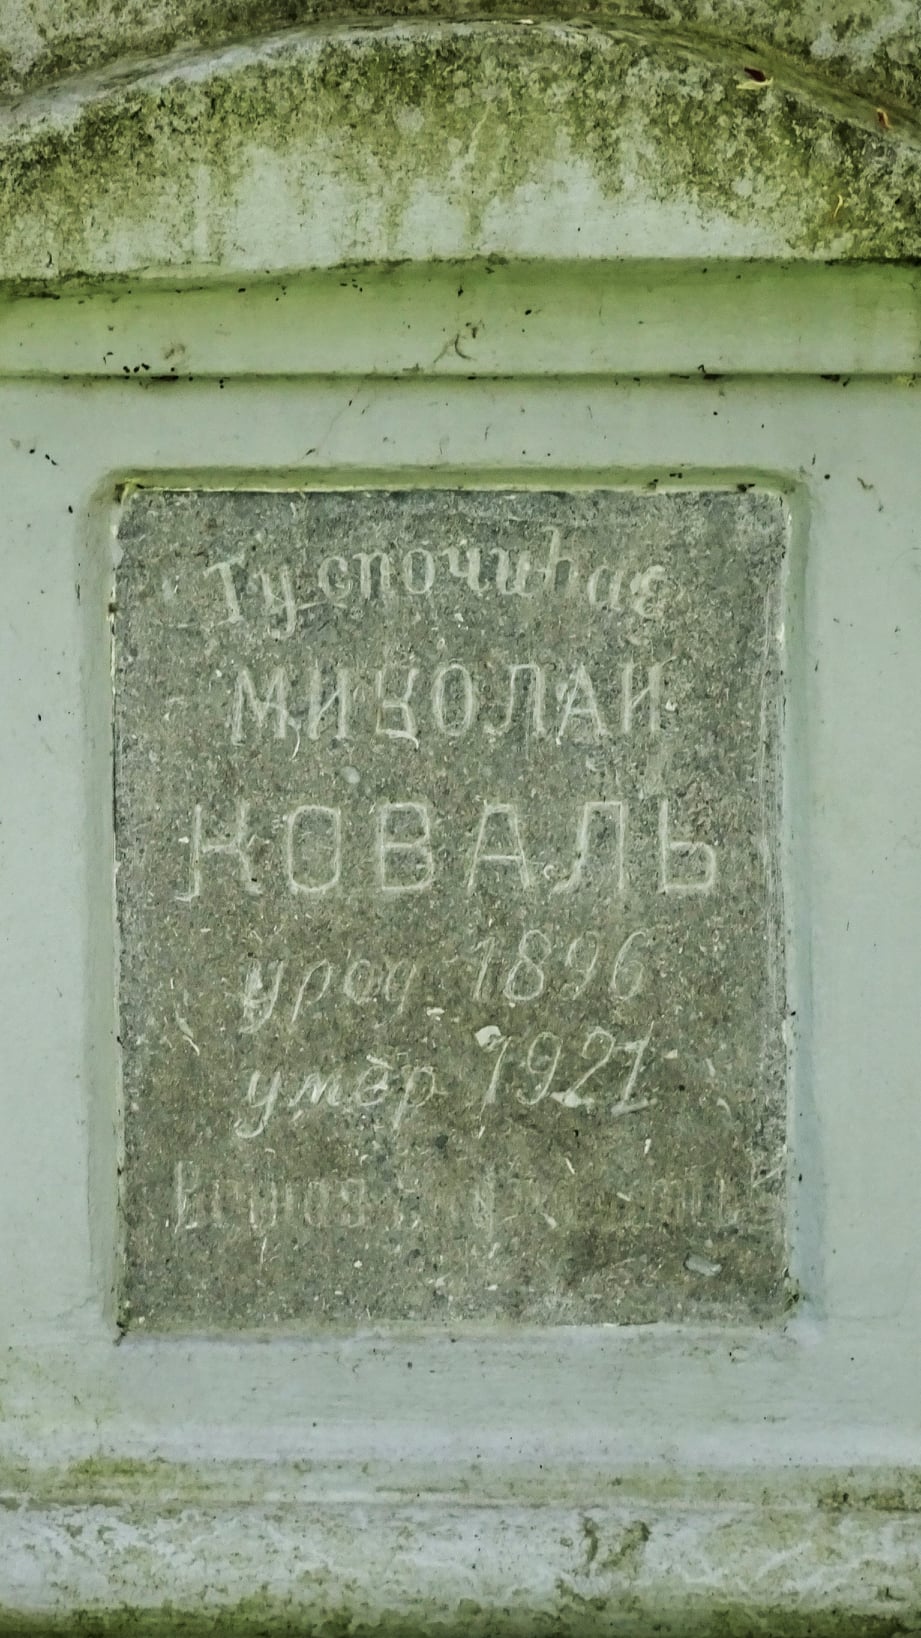 Ту спочиває
МИКОЛАЙ
КОВАЛЬ
урод 1896
умер 1921